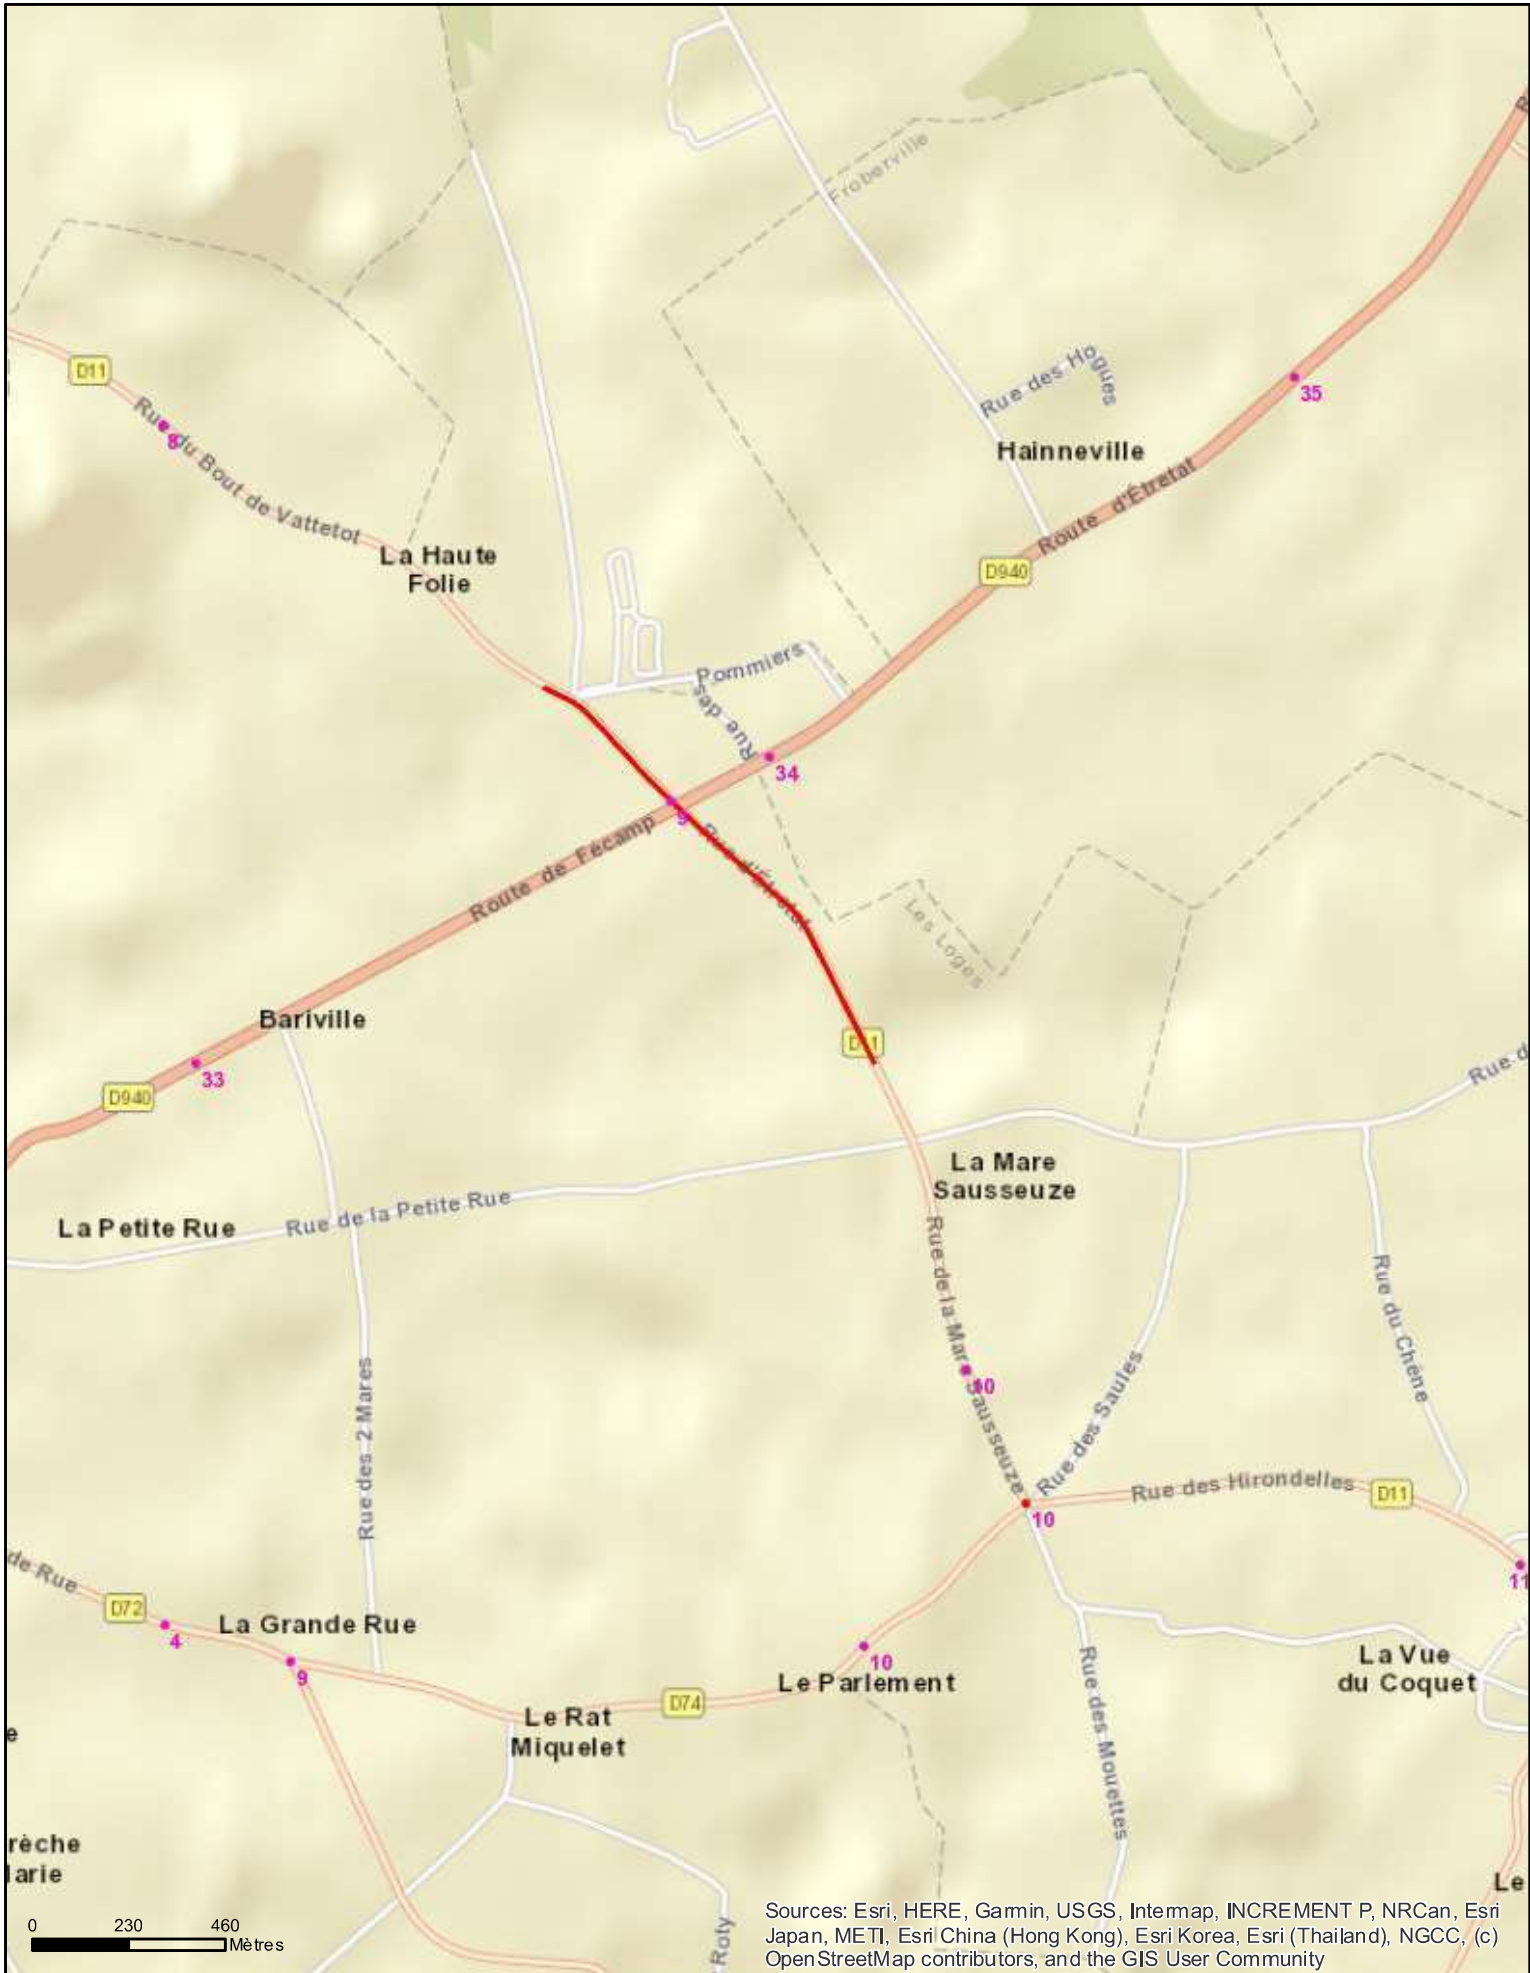 Froberville
D11
Rue des Hogues
35
Rue du Bout de Vattetot
8
Hainneville
Route d'Étretat
La Haute
Folie
D940
Pommiers
Rue des
34
9
Rue d'Étretat
Route de Fécamp
Les Loges
Bariville
D11
33
D940
La Mare
Sausseuze
La Petite Rue
Rue de la Petite Rue
Rue de la Mare Sausseuze
Rue du Chêne
10
Rue des Saules
Rue des 2 Mares
Rue des Hirondelles
D11
10
de Rue
11
D72
4
La Grande Rue
9
10
Le Parlement
La Vue
du Coquet
D74
Le Rat
Miquelet
Rue des Mouettes
rèche
Le
Roty
0 230 460
Mètres
Sources: Esri, HERE, Garmin, USGS, Intermap, INCREMENT P, NRCan, Esri
Japan, METI, Esri China (Hong Kong), Esri Korea, Esri (Thailand), NGCC, (c)
OpenStreetMap contributors, and the GIS User Community